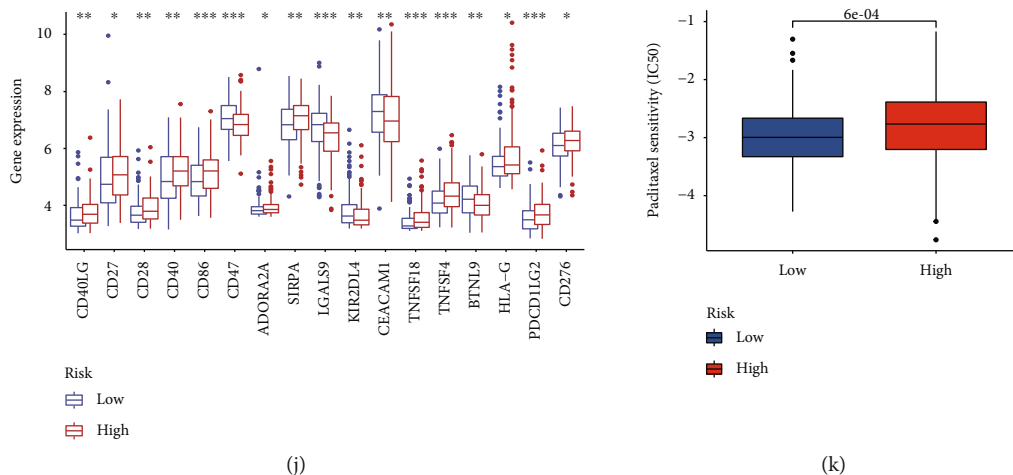 ** * ** ** *** *** * ** *** ** ** *** *** ** * *** *
10
8
6
4
Gene expression
CD40LG
CD27
CD28
CD40
CD86
CD47
ADORA2A
SIRPA
LGALS9
KIR2DL4
CEACAM1
TNFSF18
TNFSF4
BTNL9
HLA−G
PDCD1LG2
CD276
Risk
Low
High
(j)
6e-04
−1
−2
−3
−4
Paclitaxel sensitivity (IC50)
Low
High
Risk
Low
High
(k)